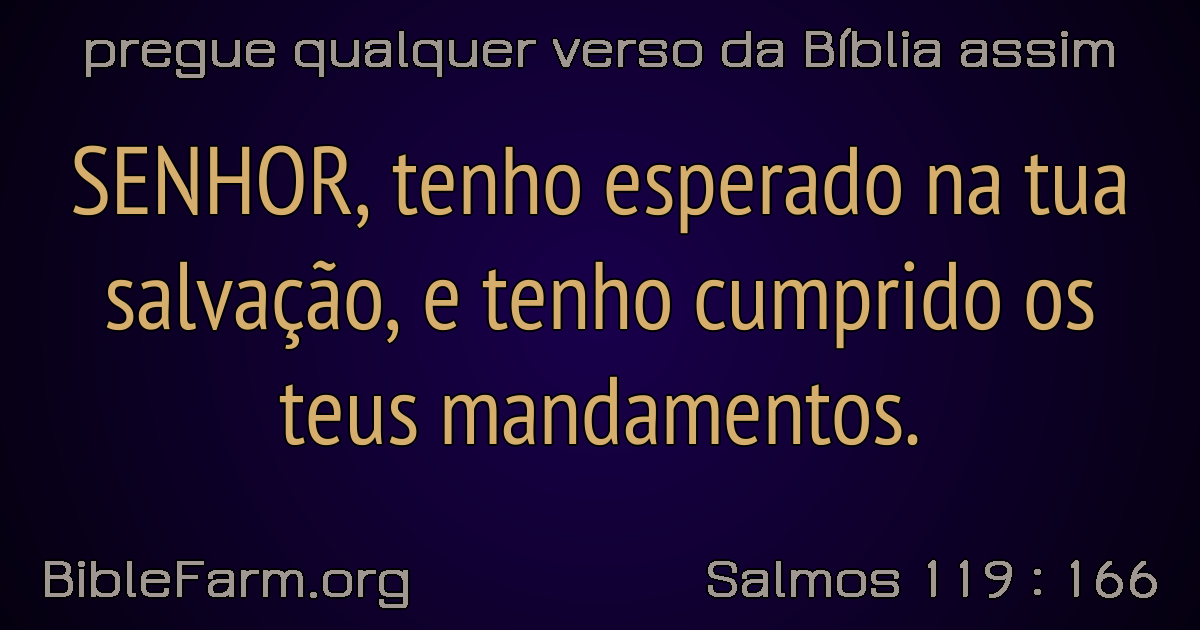 pregue qualquer verso da Bíblia assim
SENHOR, tenho esperado na tua
salvação, e tenho cumprido os
teus mandamentos.
BibleFarm.org
Salmos 119 : 166